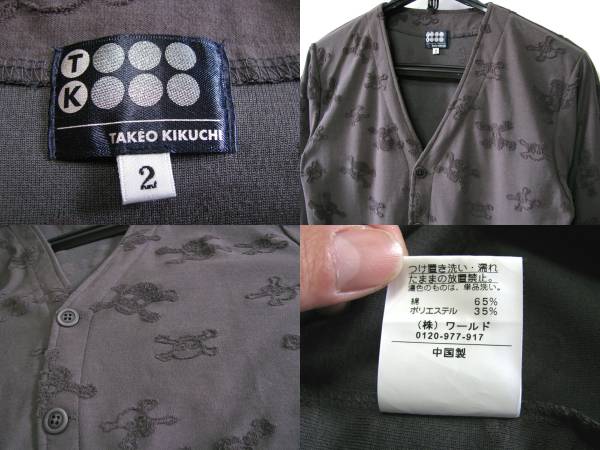 T
K
TAKÉO KIKUCHI
2
つけ置き洗い・濡れ
たままの放置禁止。
濃色のものは、単品洗い。
綿 65%
ポリエステル 35%
(株)ワールド
0120-977-917
中国製